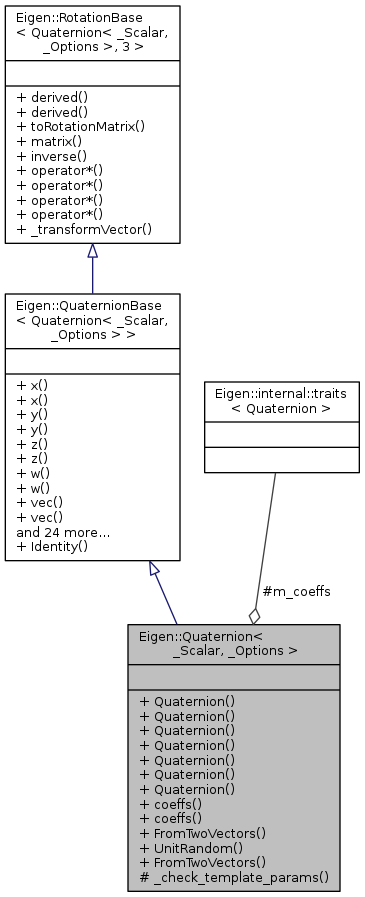 Eigen::RotationBase
< Quaternion< _Scalar,
_Options >, 3 >
+ derived()
+ derived()
+ toRotationMatrix()
+ matrix()
+ inverse()
+ operator*()
+ operator*()
+ operator*()
+ operator*()
+ _transformVector()
Eigen::QuaternionBase
< Quaternion< _Scalar,
_Options > >
+ x()
+ x()
+ y()
+ y()
+ z()
+ z()
+ w()
+ w()
+ vec()
+ vec()
and 24 more...
+ Identity()
Eigen::internal::traits
< Quaternion >
#m_coeffs
Eigen::Quaternion<
_Scalar, _Options >
+ Quaternion()
+ Quaternion()
+ Quaternion()
+ Quaternion()
+ Quaternion()
+ Quaternion()
+ Quaternion()
+ coeffs()
+ coeffs()
+ FromTwoVectors()
+ UnitRandom()
+ FromTwoVectors()
# _check_template_params()